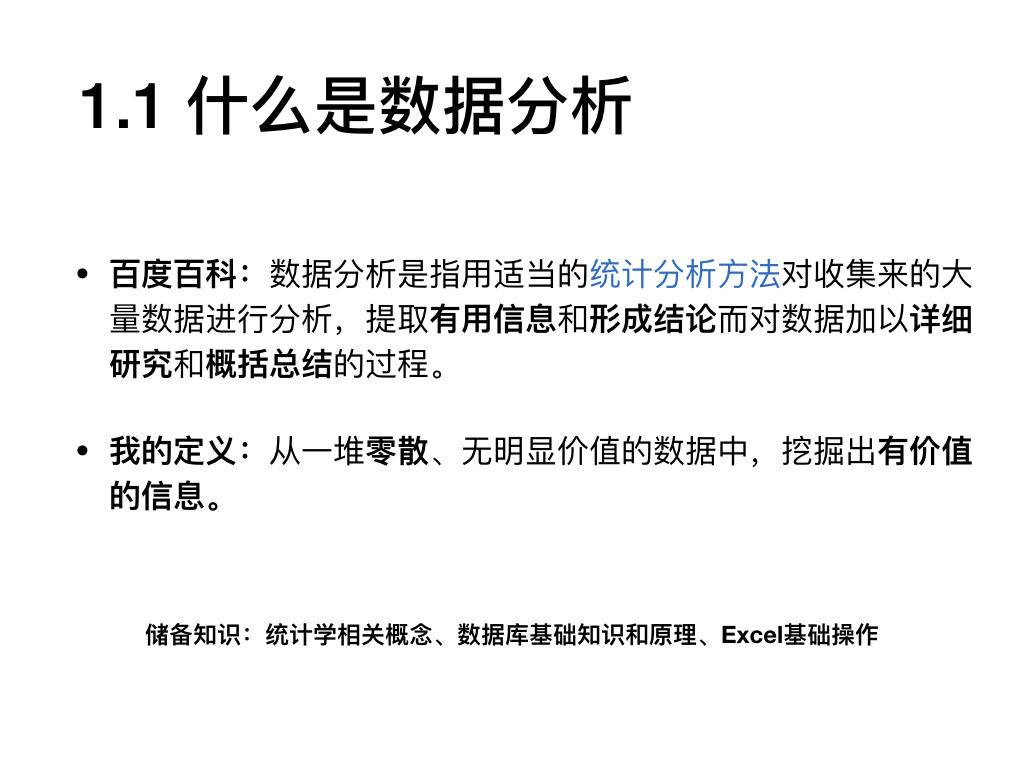 1.1 什么是数据分析
• 百度百科：数据分析是指用适当的统计分析方法对收集来的大
量数据进行分析，提取有用信息和形成结论而对数据加以详细
研究和概括总结的过程。
• 我的定义：从一堆零散、无明显价值的数据中，挖掘出有价值
的信息。
储备知识：统计学相关概念、数据库基础知识和原理、Excel基础操作